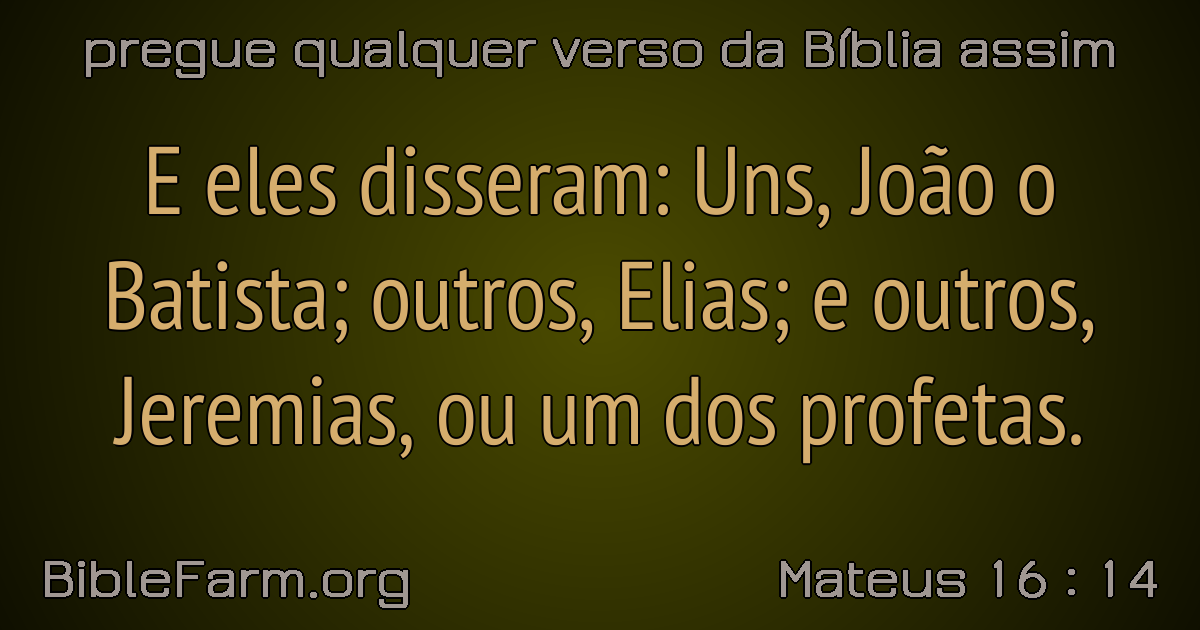 pregue qualquer verso da Bíblia assim
E eles disseram: Uns, João o
Batista; outros, Elias; e outros,
Jeremias, ou um dos profetas.
BibleFarm.org
Mateus 16 : 14